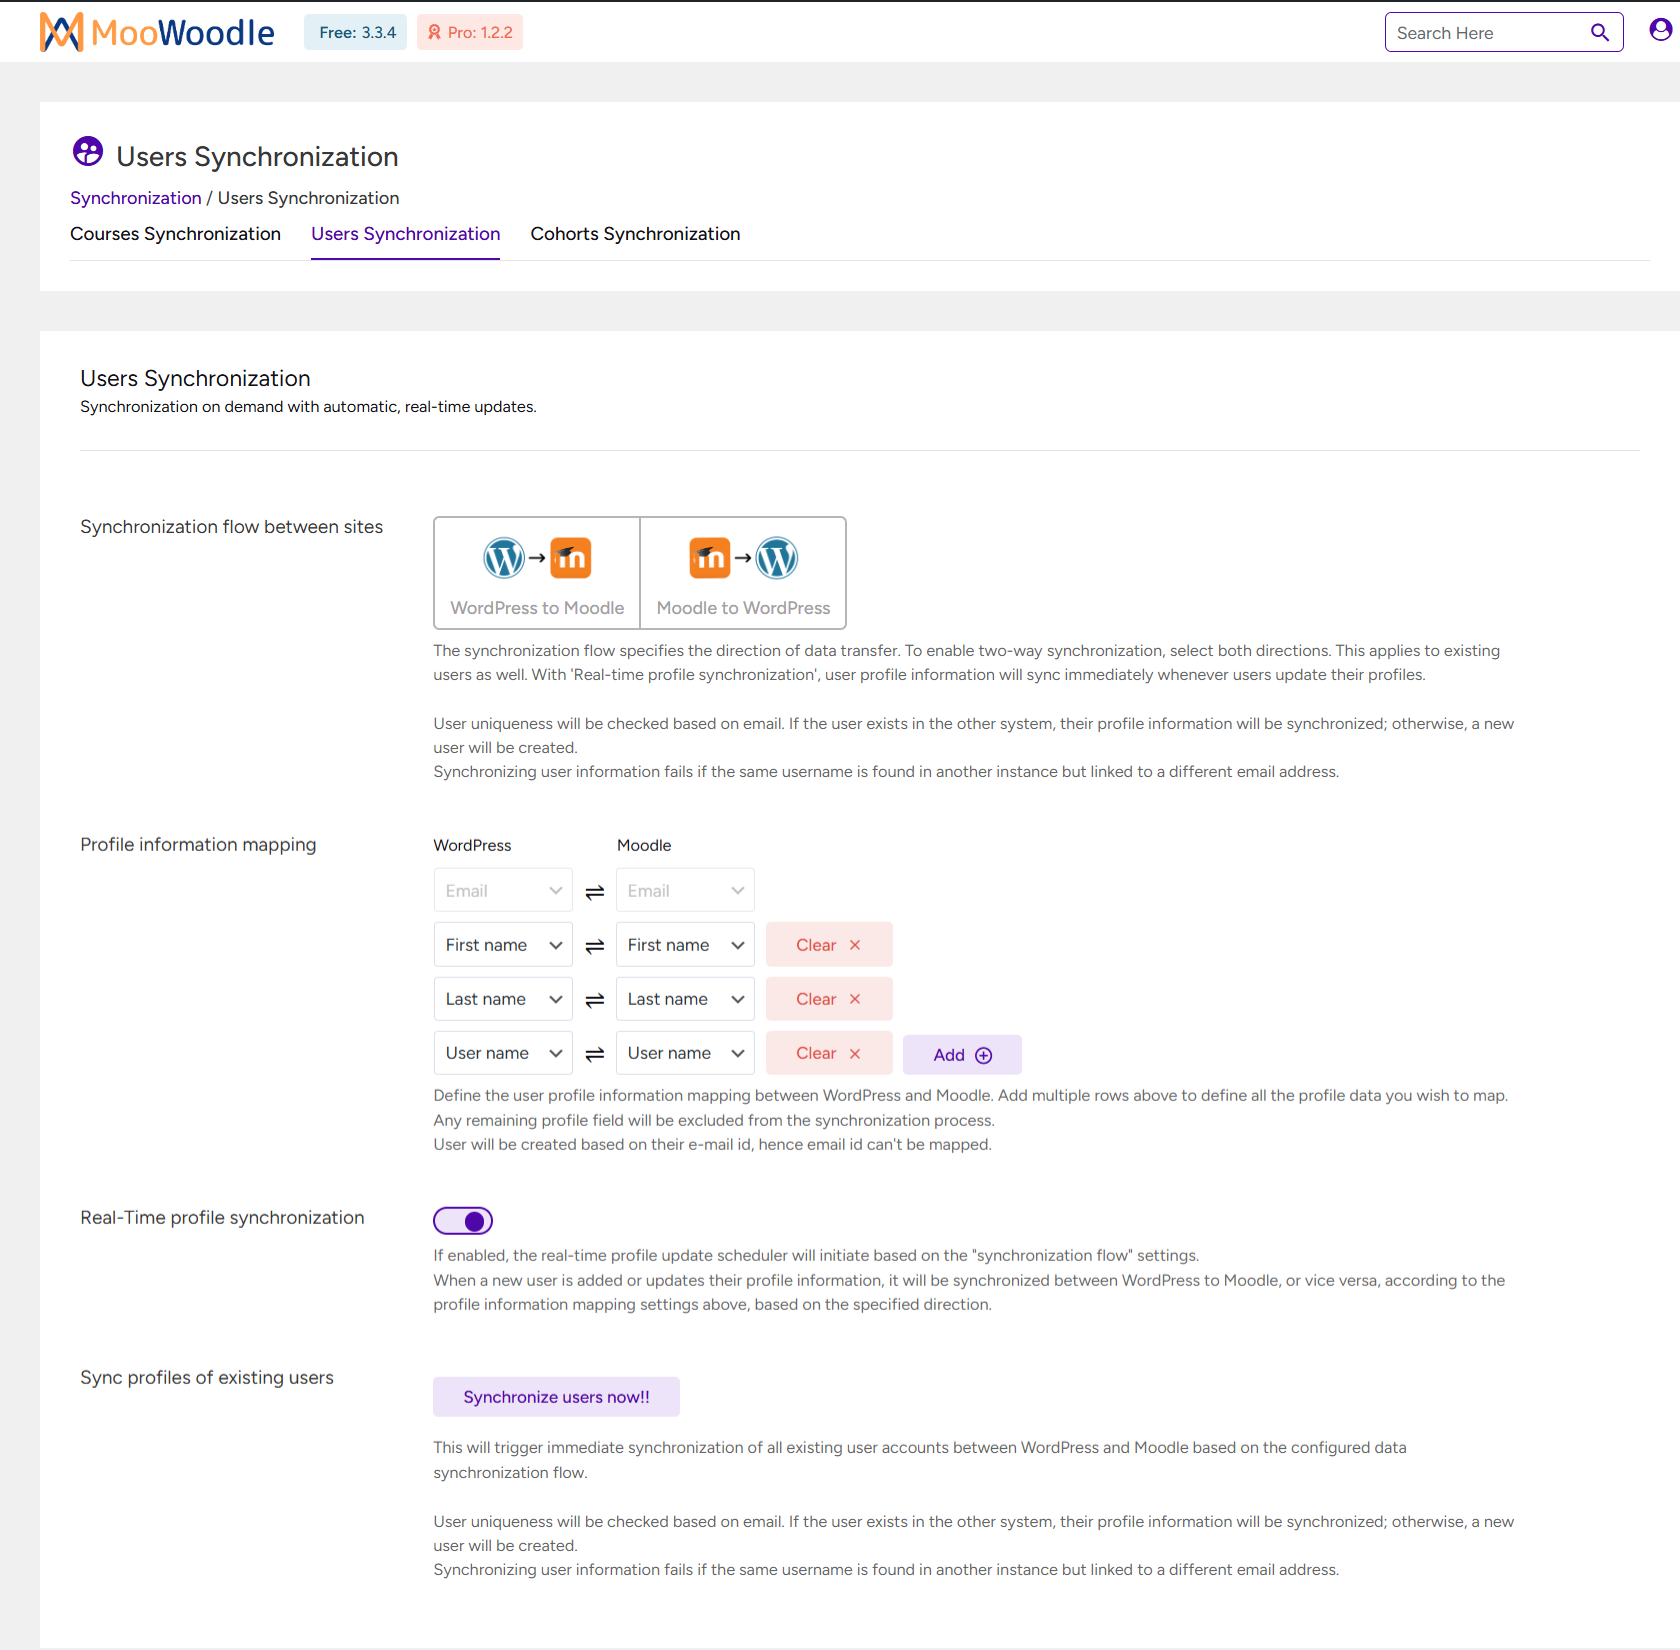 MooWoodle
Free: 3.3.4
Pro: 1.2.2
Search Here
Users Synchronization
Synchronization / Users Synchronization
Courses Synchronization
Users Synchronization
Cohorts Synchronization
Users Synchronization
Synchronization on demand with automatic, real-time updates.
Synchronization flow between sites
WordPress to Moodle
Moodle to WordPress
The synchronization flow specifies the direction of data transfer. To enable two-way synchronization, select both directions. This applies to existing
users as well. With 'Real-time profile synchronization', user profile information will sync immediately whenever users update their profiles.
User uniqueness will be checked based on email. If the user exists in the other system, their profile information will be synchronized; otherwise, a new
user will be created.
Synchronizing user information fails if the same username is found in another instance but linked to a different email address.
Profile information mapping
WordPress
Moodle
Email
Email
First name
First name
Clear
Last name
Last name
Clear
User name
User name
Clear
Add
Define the user profile information mapping between WordPress and Moodle. Add multiple rows above to define all the profile data you wish to map.
Any remaining profile field will be excluded from the synchronization process.
User will be created based on their e-mail id, hence email id can't be mapped.
Real-Time profile synchronization
If enabled, the real-time profile update scheduler will initiate based on the "synchronization flow" settings.
When a new user is added or updates their profile information, it will be synchronized between WordPress to Moodle, or vice versa, according to the
profile information mapping settings above, based on the specified direction.
Sync profiles of existing users
Synchronize users now!!
This will trigger immediate synchronization of all existing user accounts between WordPress and Moodle based on the configured data
synchronization flow.
User uniqueness will be checked based on email. If the user exists in the other system, their profile information will be synchronized; otherwise, a new
user will be created.
Synchronizing user information fails if the same username is found in another instance but linked to a different email address.